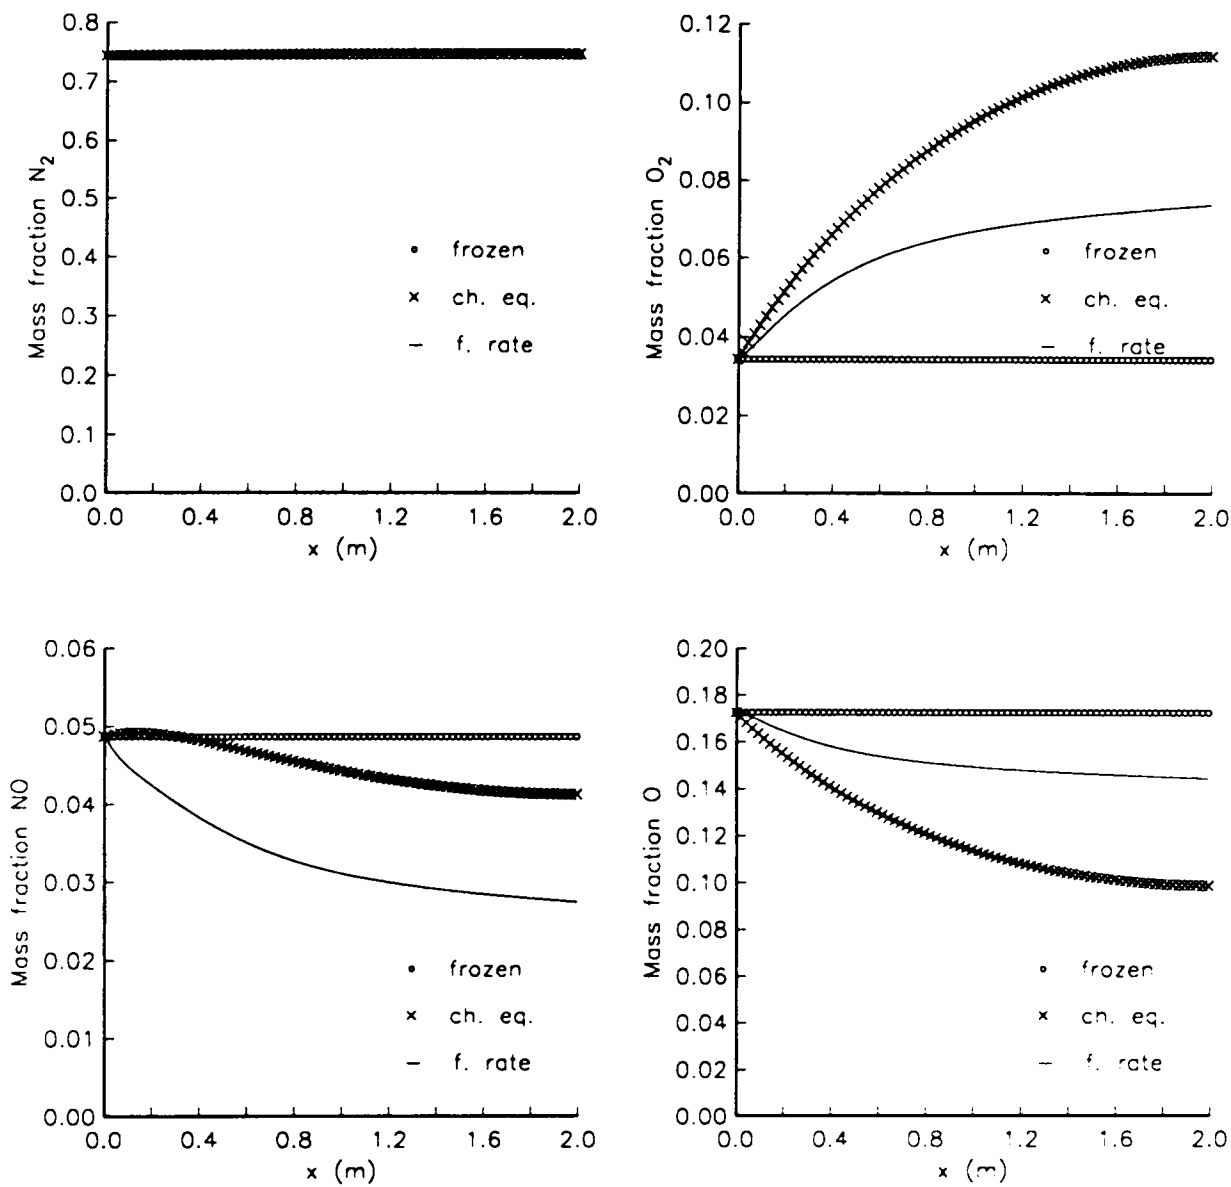 Mass fraction N2
0.8
0.7
0.6
0.5
0.4
0.3
0.2
0.1
0.0
frozen
ch. eq.
f. rate
0.0 0.4 0.8 1.2 1.6 2.0
x (m)
Mass fraction O2
0.12
0.10
0.08
0.06
0.04
0.02
0.00
frozen
ch. eq.
f. rate
0.0 0.4 0.8 1.2 1.6 2.0
x (m)
Mass fraction NO
0.06
0.05
0.04
0.03
0.02
0.01
0.00
frozen
ch. eq.
f. rate
0.0 0.4 0.8 1.2 1.6 2.0
x (m)
Mass fraction O
0.20
0.18
0.16
0.14
0.12
0.10
0.08
0.06
0.04
0.02
0.00
frozen
ch. eq.
f. rate
0.0 0.4 0.8 1.2 1.6 2.0
x (m)